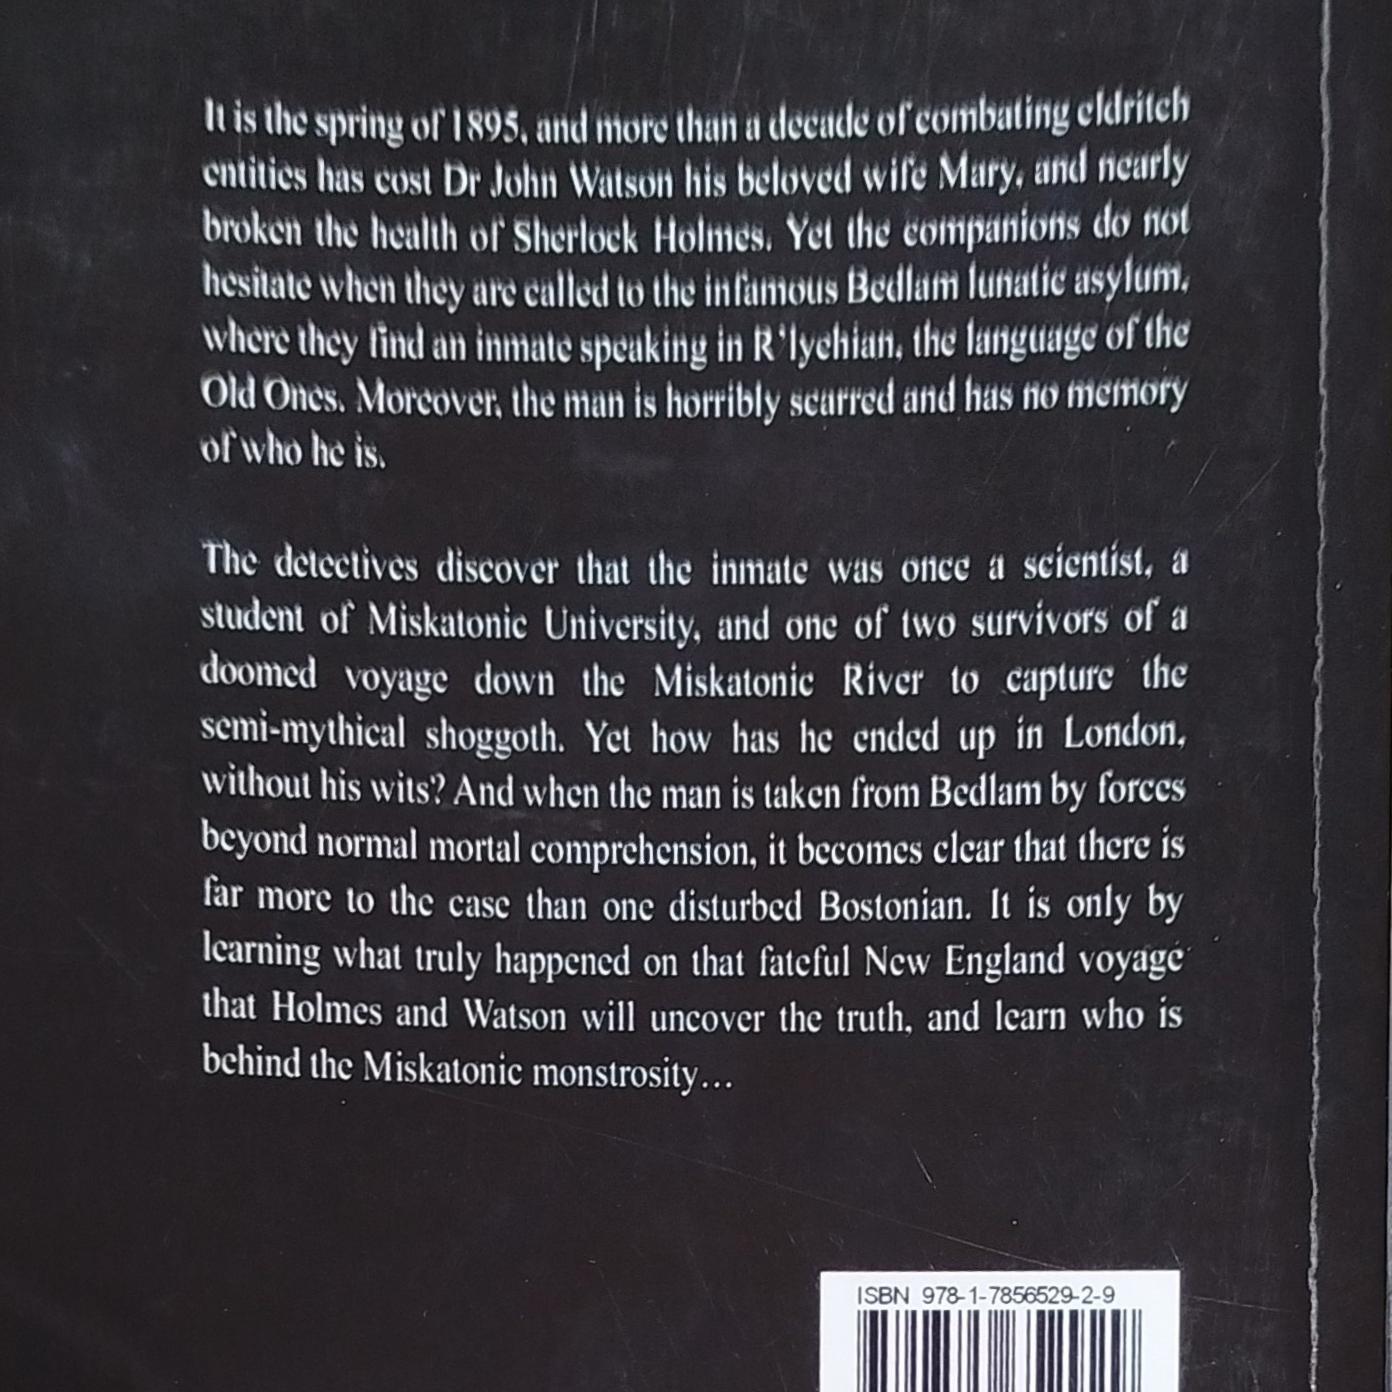 It is the spring of 1895, and more than a decade of combating eldritch
entities has cost Dr John Watson his beloved wife Mary, and nearly
broken the health of Sherlock Holmes. Yet the companions do not
hesitate when they are called to the infamous Bedlam lunatic asylum,
where they find an inmate speaking in R'lyehian, the language of the
Old Ones. Moreover, the man is horribly scarred and has no memory
of who he is.
The detectives discover that the inmate was once a scientist, a
student of Miskatonic University, and one of two survivors of a
doomed voyage down the Miskatonic River to capture the
semi-mythical shoggoth. Yet how has he ended up in London,
without his wits? And when the man is taken from Bedlam by forces
beyond normal mortal comprehension, it becomes clear that there is
far more to the case than one disturbed Bostonian. It is only by
learning what truly happened on that fateful New England voyage
that Holmes and Watson will uncover the truth, and learn who is
behind the Miskatonic monstrosity...
ISBN 978-1-7856529-2-9